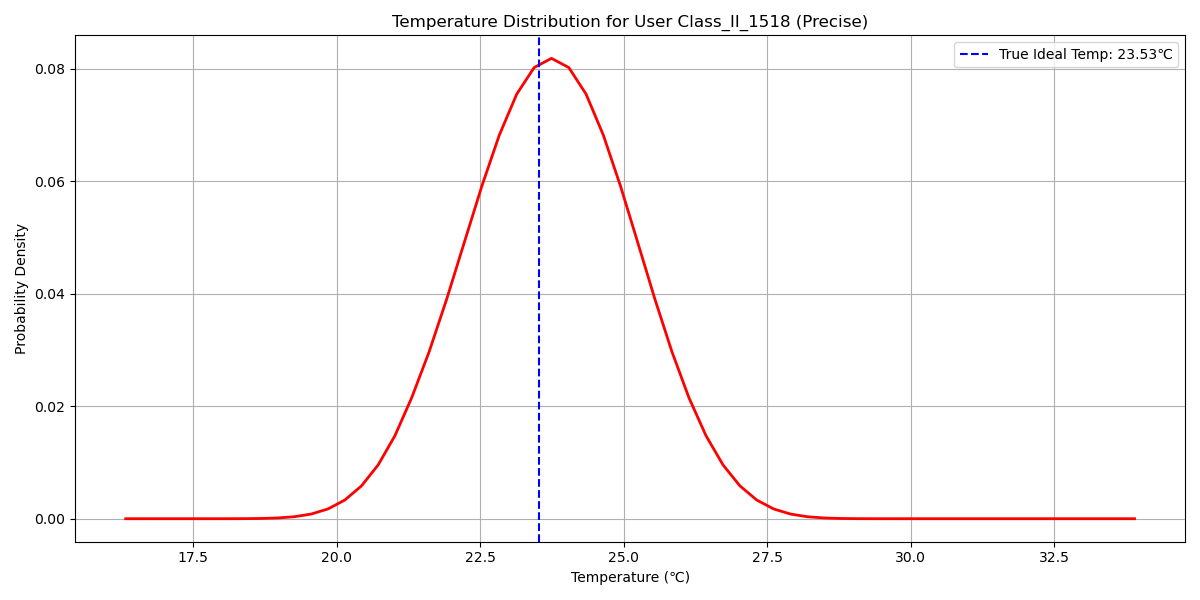 Temperature Distribution for User Class_II_1518 (Precise)
True Ideal Temp: 23.53℃
Probability Density
0.08
0.06
0.04
0.02
0.00
17.5 20.0 22.5 25.0 27.5 30.0 32.5
Temperature (℃)